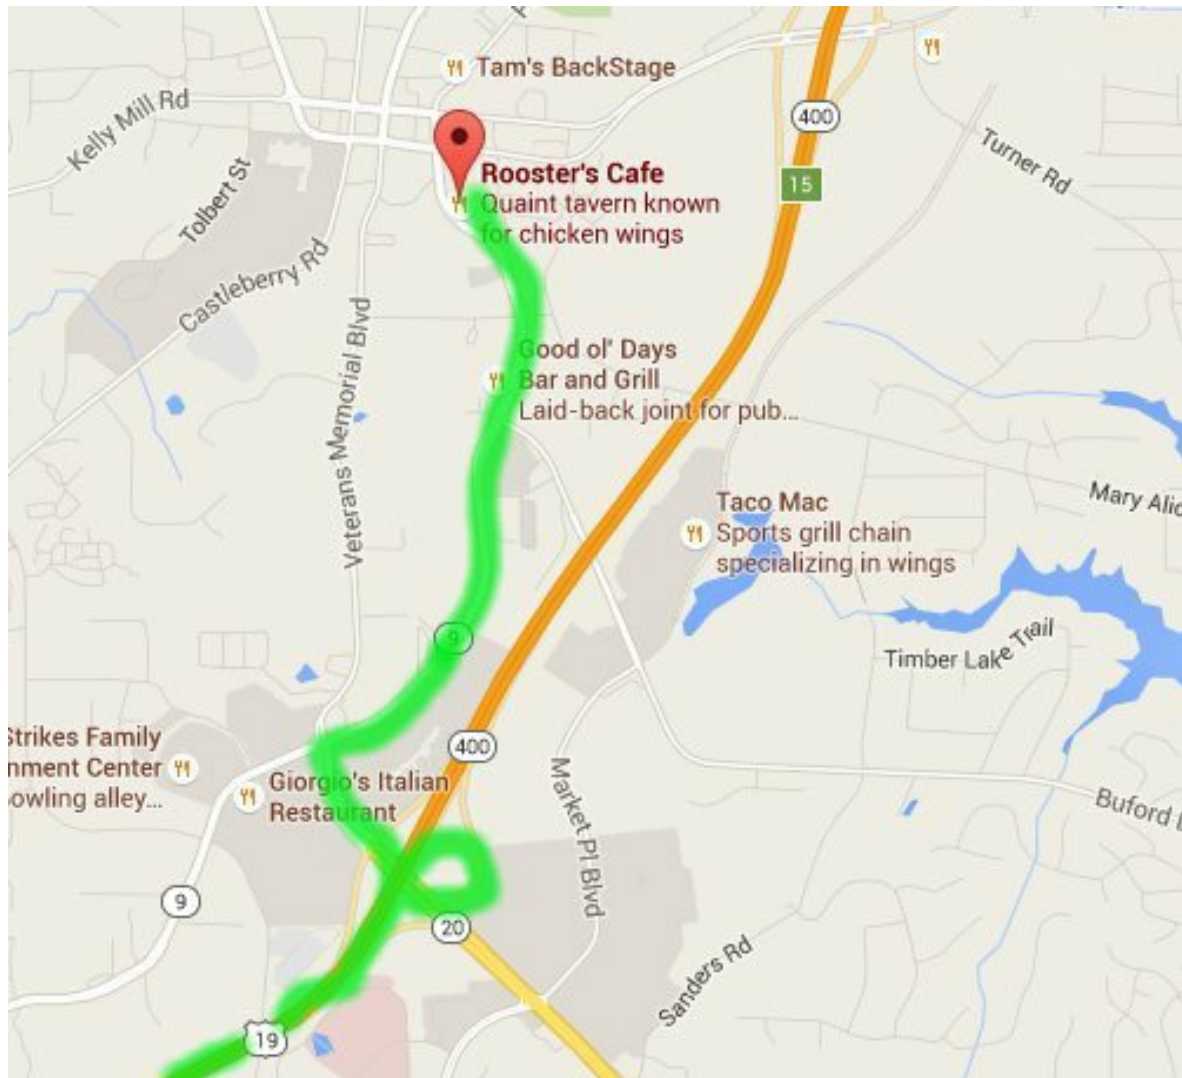 Tam's BackStage
400
Kelly Mill Rd
Turner Rd
15
Rooster's Cafe
Quaint tavern known
for chicken wings
Tolbert St
Castleberry Rd
Veterans Memorial Blvd
Good ol' Days
Bar and Grill
Laid-back joint for pub...
Taco Mac
Sports grill chain
specializing in wings
Mary Alic
9
Timber Lake Trail
Strikes Family
nment Center
owling alley...
400
Giorgio's Italian
Restaurant
Market Pl Blvd
Buford
9
20
Sanders Rd
19